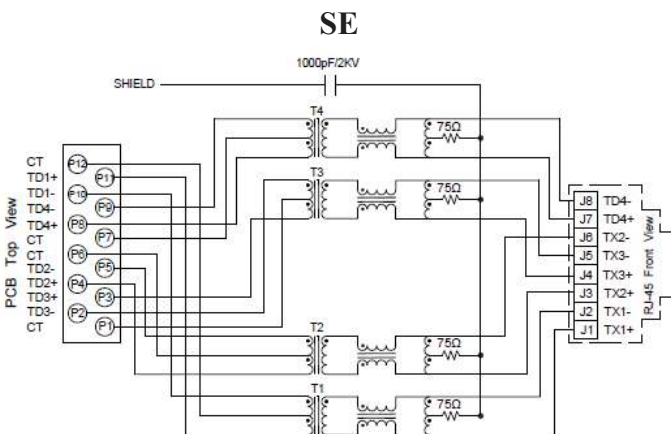 SE
1000pF/2KV
SHIELD
T4
75Ω
T3
75Ω
T2
75Ω
T1
75Ω
PCB Top View
CT P12
TD1+ P11
TD1- P10
TD4- P9
TD4+ P8
CT P7
CT P6
TD2- P5
TD2+ P4
TD3+ P3
TD3- P2
CT P1
J8 TD4-
J7 TD4+
J6 TX2-
J5 TX3-
J4 TX3+
J3 TX2+
J2 TX1-
J1 TX1+
RJ-45 Front View